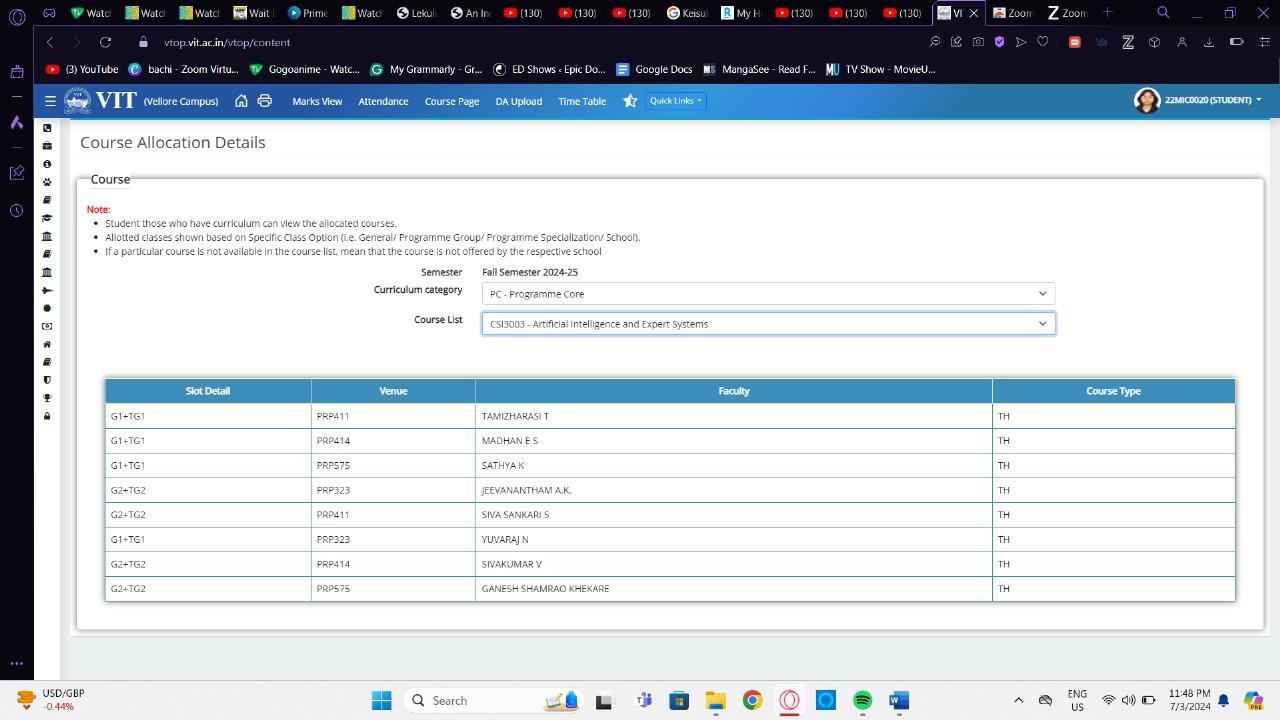 Watch
Watch
Watch
Wait
Prime
Watch
Lekul
An In
(130)
(130)
(130)
Keisuk
My H
(130)
(130)
(130)
VI
Zoom
Zoom
vtop.vit.ac.in/vtop/content
(3) YouTube
bachi - Zoom Virtu...
Gogoanime - Watc...
My Grammarly - Gr...
ED Shows - Epic Do...
Google Docs
MangaSee - Read F...
TV Show - MovieU...
VIT (Vellore Campus)
Marks View
Attendance
Course Page
DA Upload
Time Table
Quick Links
22MIC0020 (STUDENT)
Course Allocation Details
Course
Note:
Student those who have curriculum can view the allocated courses.
Allotted classes shown based on Specific Class Option (i.e. General/ Programme Group/ Programme Specialization/ School).
If a particular course is not available in the course list, mean that the course is not offered by the respective school
Semester Fall Semester 2024-25
Curriculum category PC - Programme Core
Course List CSI3003 - Artificial Intelligence and Expert Systems
Slot Detail Venue Faculty Course Type
G1+TG1 PRP411 TAMIZHARASI T TH
G1+TG1 PRP414 MADHAN E S TH
G1+TG1 PRP575 SATHYA K TH
G2+TG2 PRP323 JEEVANANTHAM A.K. TH
G2+TG2 PRP411 SIVA SANKARI S TH
G1+TG1 PRP323 YUVARAJ N TH
G2+TG2 PRP414 SIVAKUMAR V TH
G2+TG2 PRP575 GANESH SHAMRAO KHEKARE TH
USD/GBP
-0.44%
Search
ENG
US
11:48 PM
7/3/2024